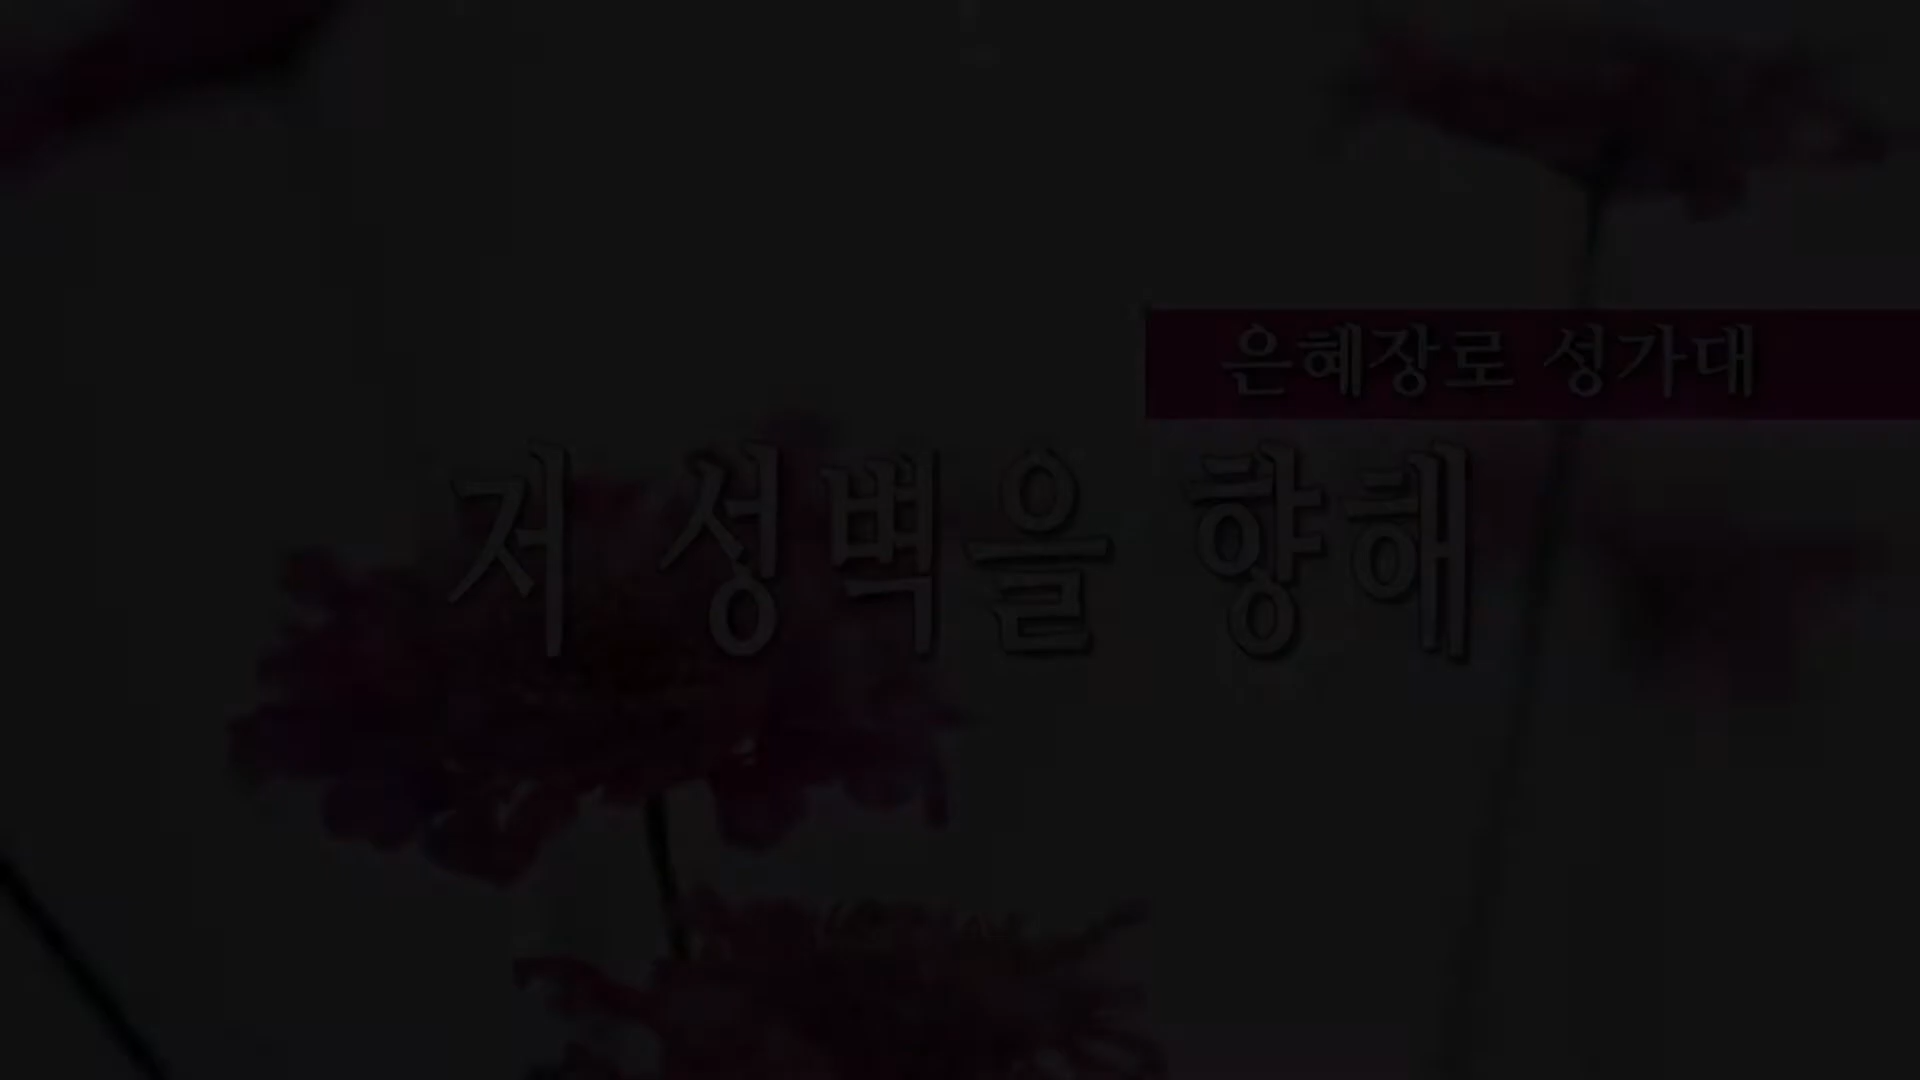 은혜장로 성가대
저 성벽을 향해